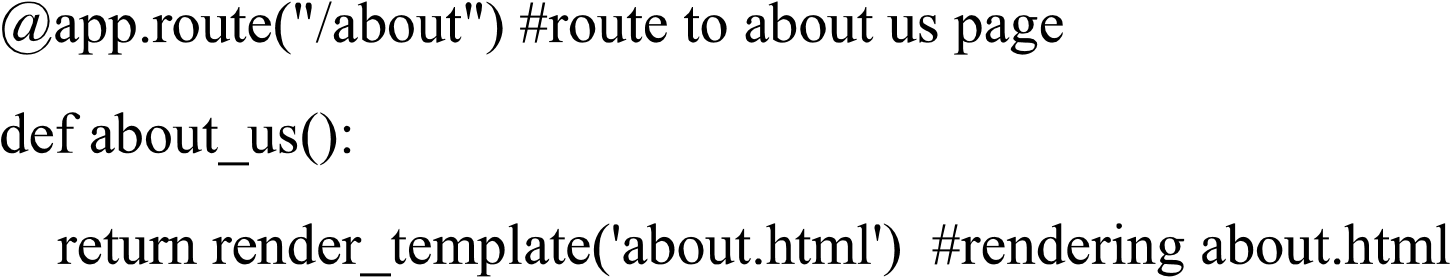 @app.route("/about") #route to about us page
def about_us():
    return render_template('about.html')  #rendering about.html